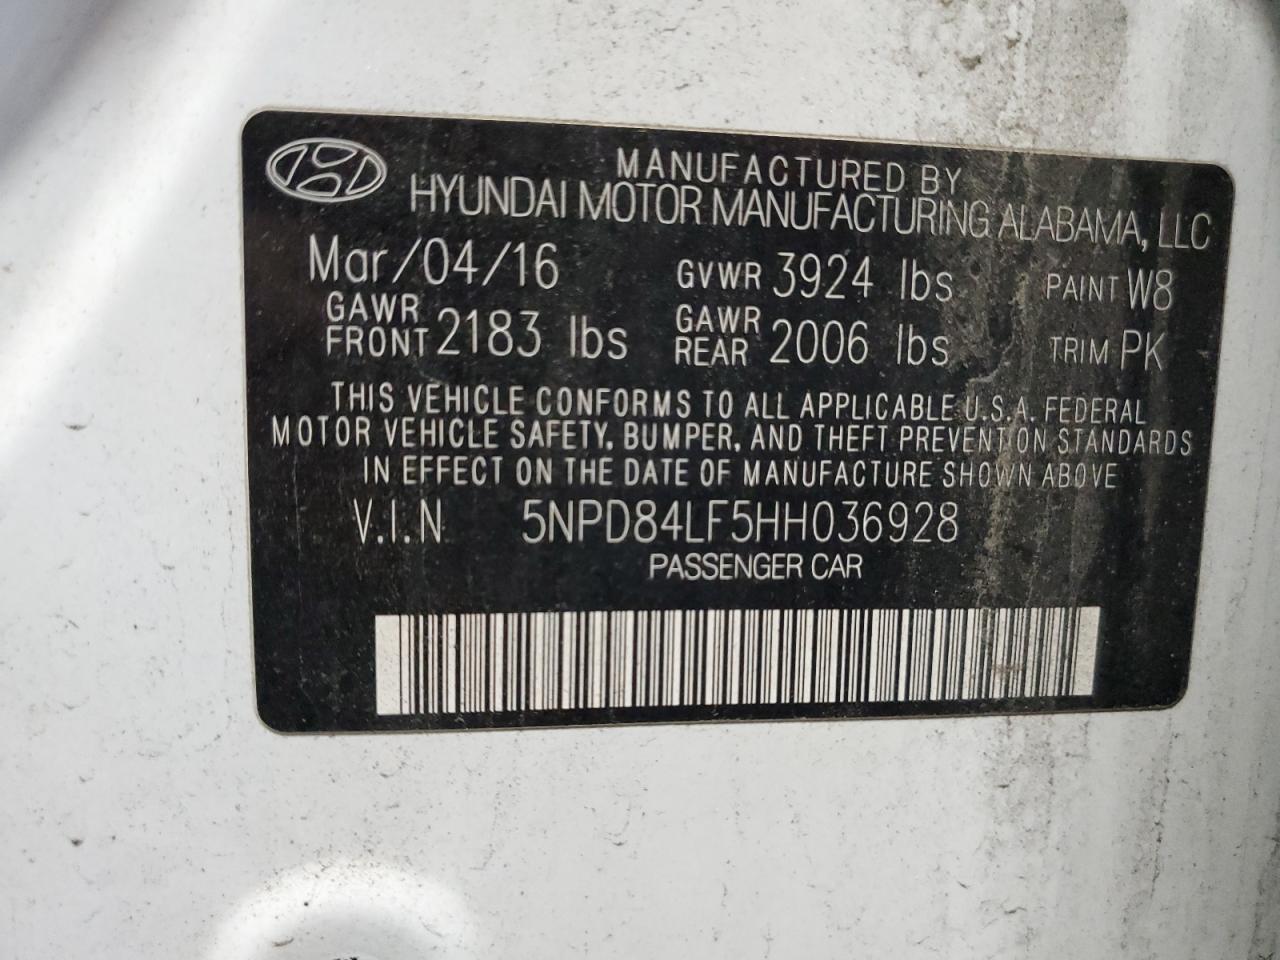 MANUFACTURED BY
HYUNDAI MOTOR MANUFACTURING ALABAMA, LLC
Mar/04/16 GVWR 3924 lbs PAINT W8
GAWR FRONT 2183 lbs GAWR REAR 2006 lbs TRIM PK
THIS VEHICLE CONFORMS TO ALL APPLICABLE U.S.A. FEDERAL
MOTOR VEHICLE SAFETY, BUMPER, AND THEFT PREVENTION STANDARDS
IN EFFECT ON THE DATE OF MANUFACTURE SHOWN ABOVE
V.I.N 5NPD84LF5HH036928
PASSENGER CAR